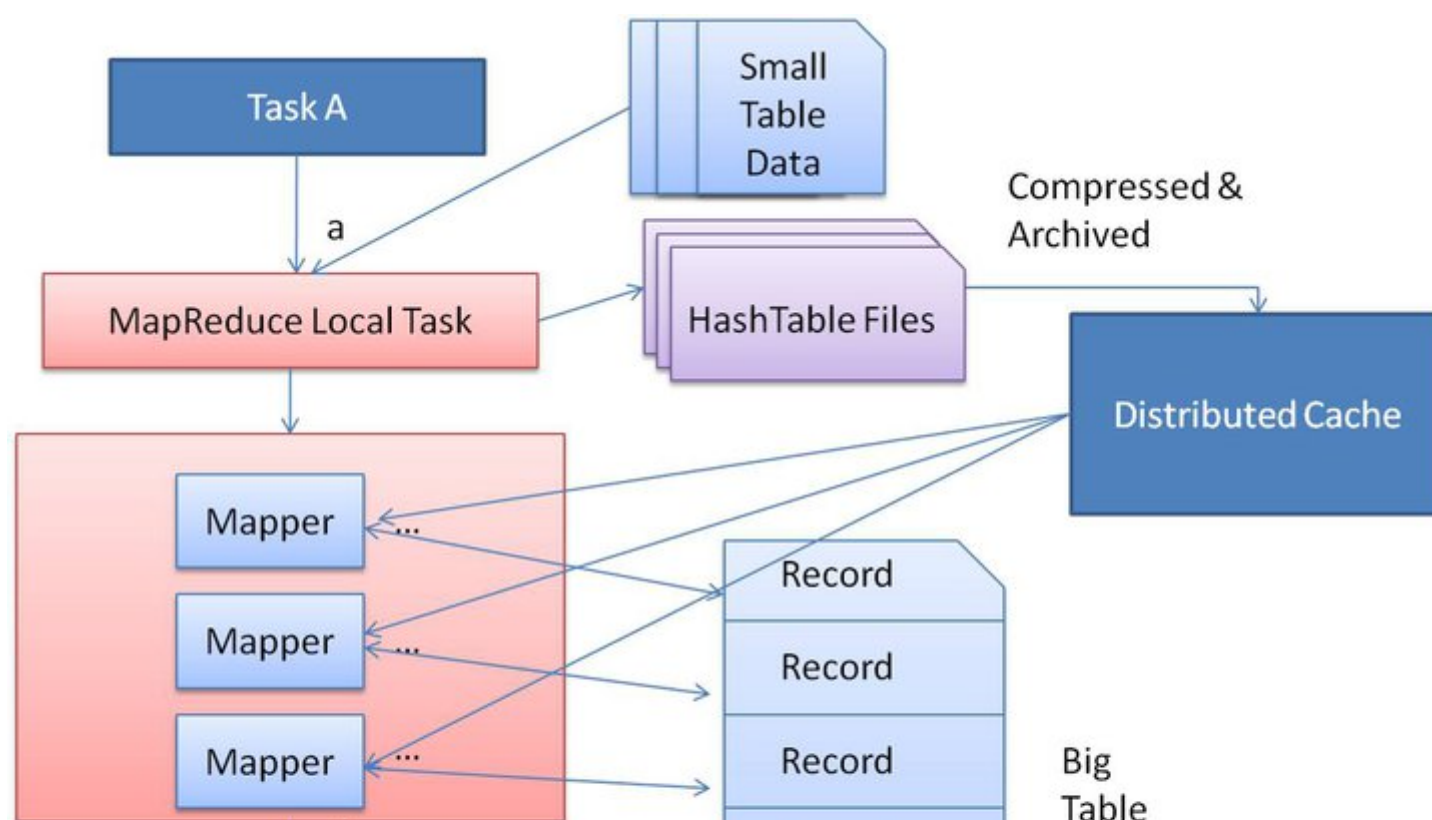 Task A
Small
Table
Data
Compressed &
Archived
a
MapReduce Local Task
HashTable Files
Distributed Cache
Mapper
...
Record
Mapper
...
Record
Mapper
...
Record
Big
Table